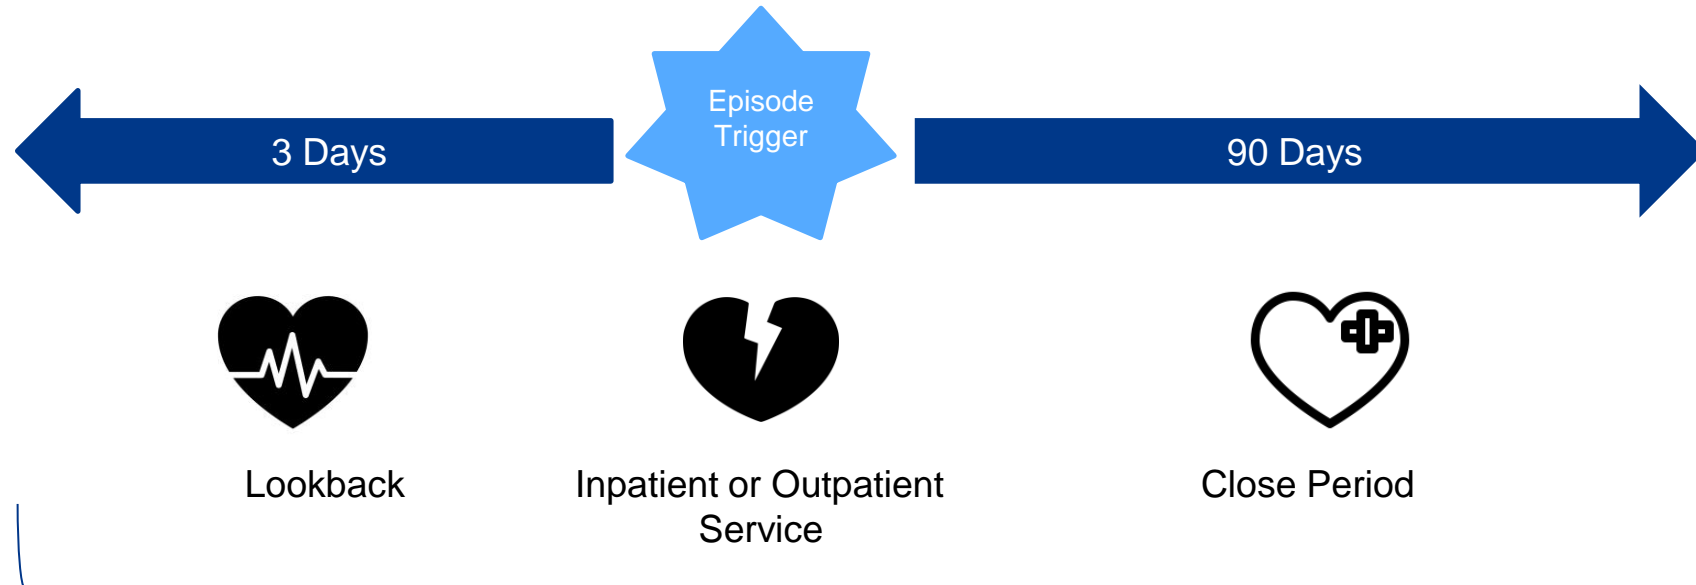 Episode
Trigger
3 Days
90 Days
Lookback
Inpatient or Outpatient
Service
Close Period